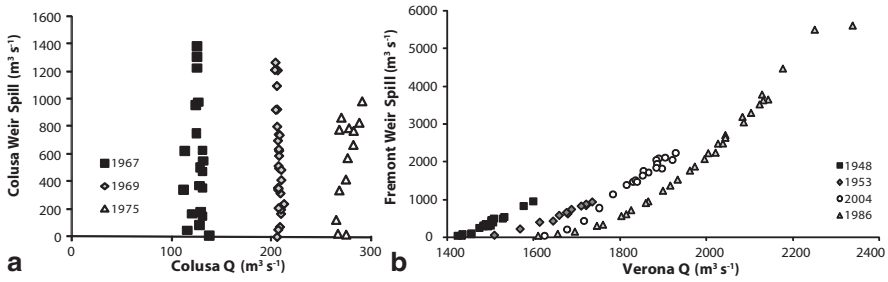 1600
1400
1200
1000
800
600
400
200
0
Colusa Weir Spill (m³ s⁻¹)
1967
1969
1975
0 100 200 300
Colusa Q (m³ s⁻¹)
a
6000
5000
4000
3000
2000
1000
0
Fremont Weir Spill (m³ s⁻¹)
1948
1953
2004
1986
1400 1600 1800 2000 2200 2400
Verona Q (m³ s⁻¹)
b